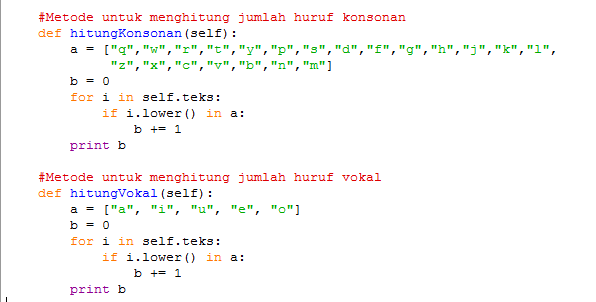 #Metode untuk menghitung jumlah huruf konsonan
def hitungKonsonan(self):
    a = ["q","w","r","t","y","p","s","d","f","g","h","j","k","l",
         "z","x","c","v","b","n","m"]
    b = 0
    for i in self.teks:
        if i.lower() in a:
            b += 1
    print b
#Metode untuk menghitung jumlah huruf vokal
def hitungVokal(self):
    a = ["a", "i", "u", "e", "o"]
    b = 0
    for i in self.teks:
        if i.lower() in a:
            b += 1
    print b